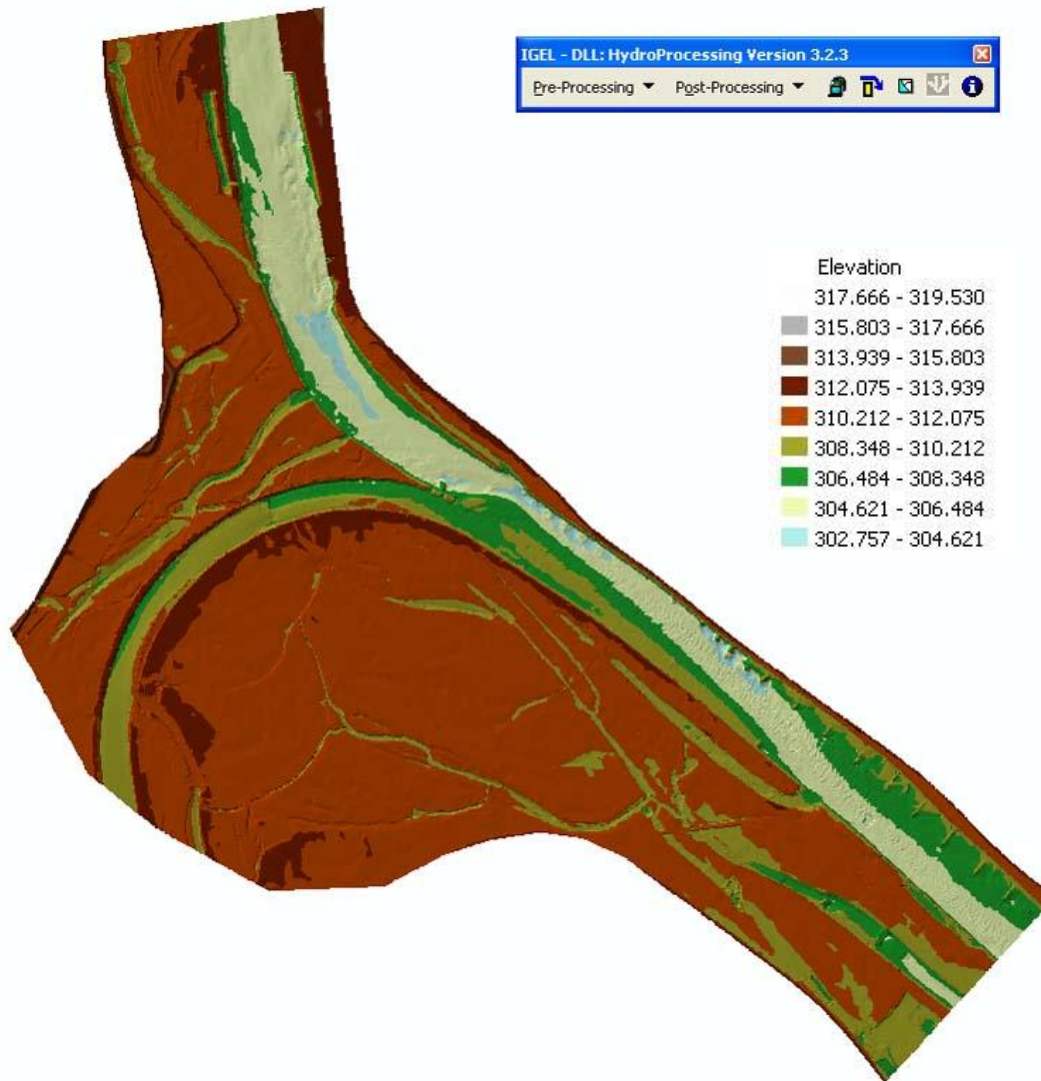 IGEL - DLL: HydroProcessing Version 3.2.3
Pre-Processing Post-Processing
Elevation
317.666 - 319.530
315.803 - 317.666
313.939 - 315.803
312.075 - 313.939
310.212 - 312.075
308.348 - 310.212
306.484 - 308.348
304.621 - 306.484
302.757 - 304.621